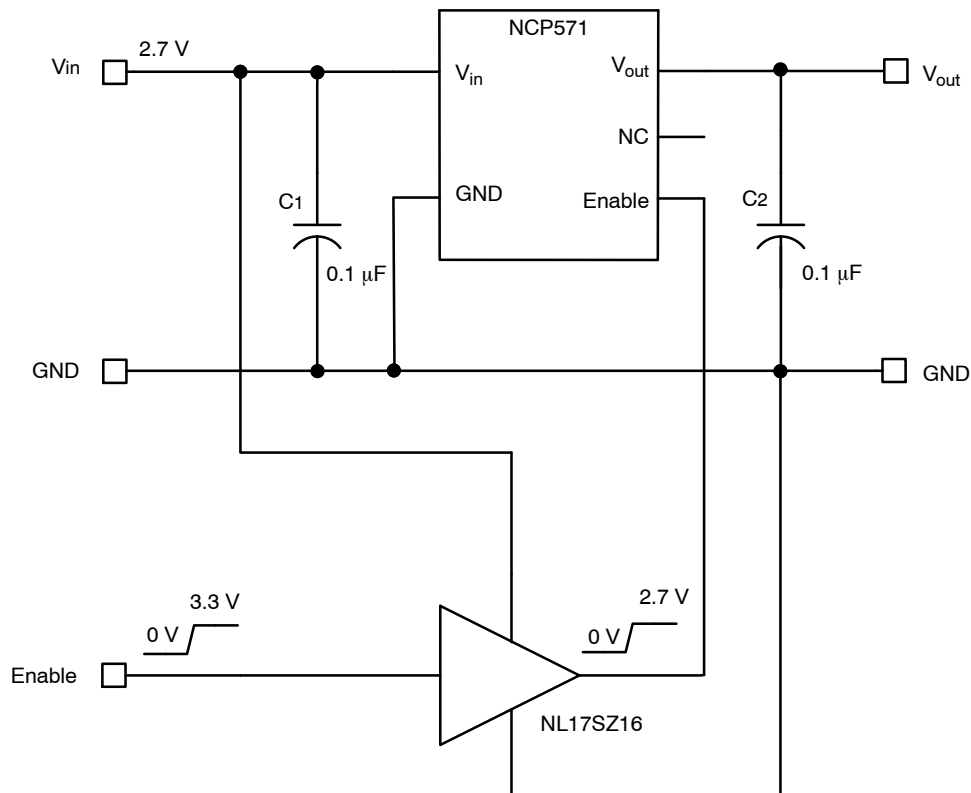 NCP571
2.7 V
Vin
Vin
Vout
Vout
NC
C1
GND
Enable
C2
0.1 μF
0.1 μF
GND
GND
3.3 V
0 V
2.7 V
0 V
Enable
NL17SZ16